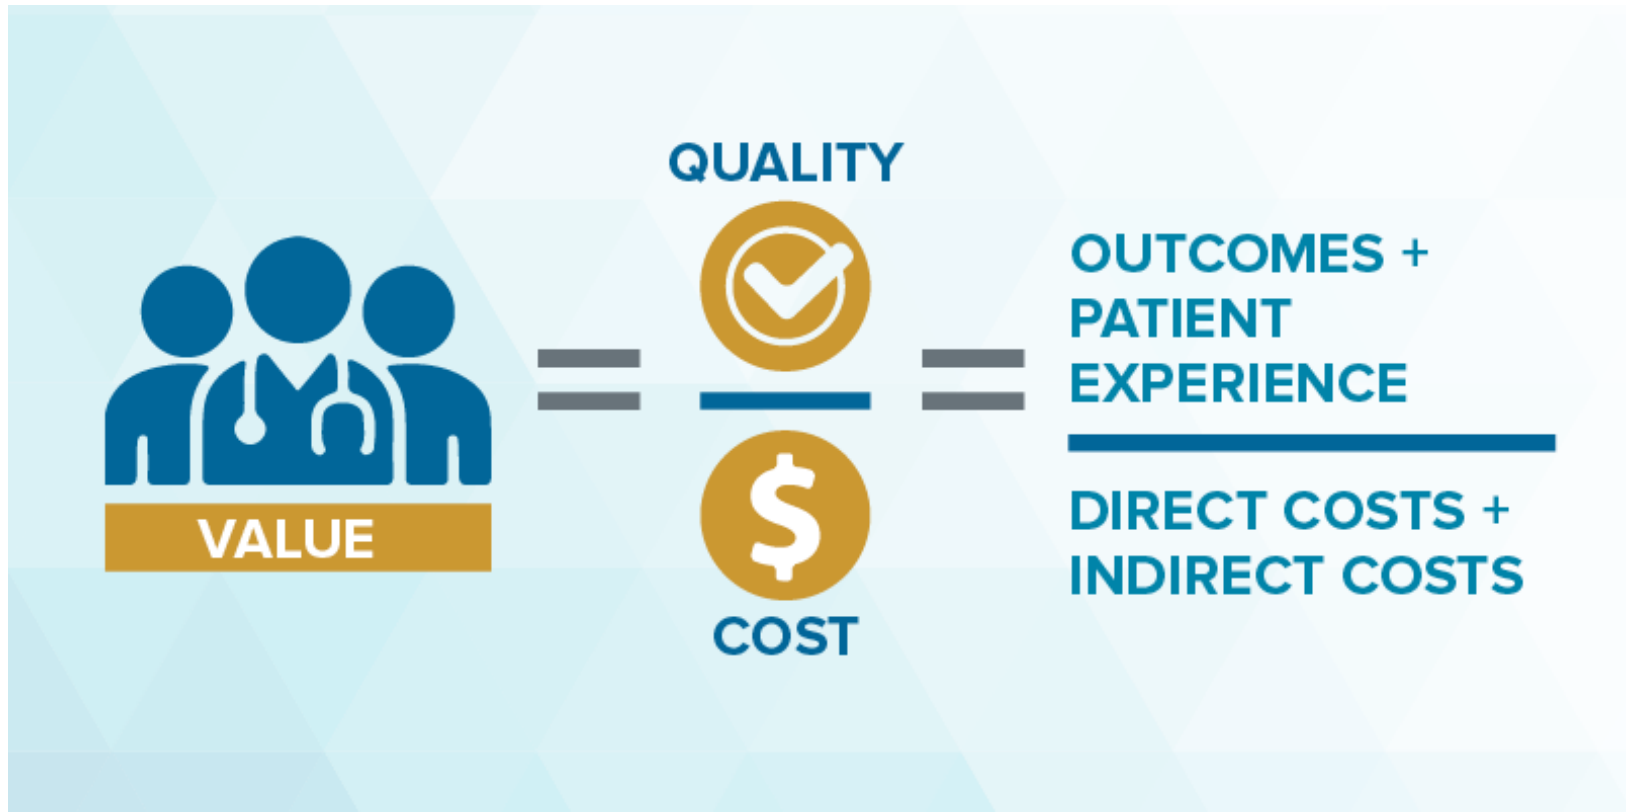 VALUE
=
QUALITY
$
COST
=
OUTCOMES +
PATIENT
EXPERIENCE
DIRECT COSTS +
INDIRECT COSTS